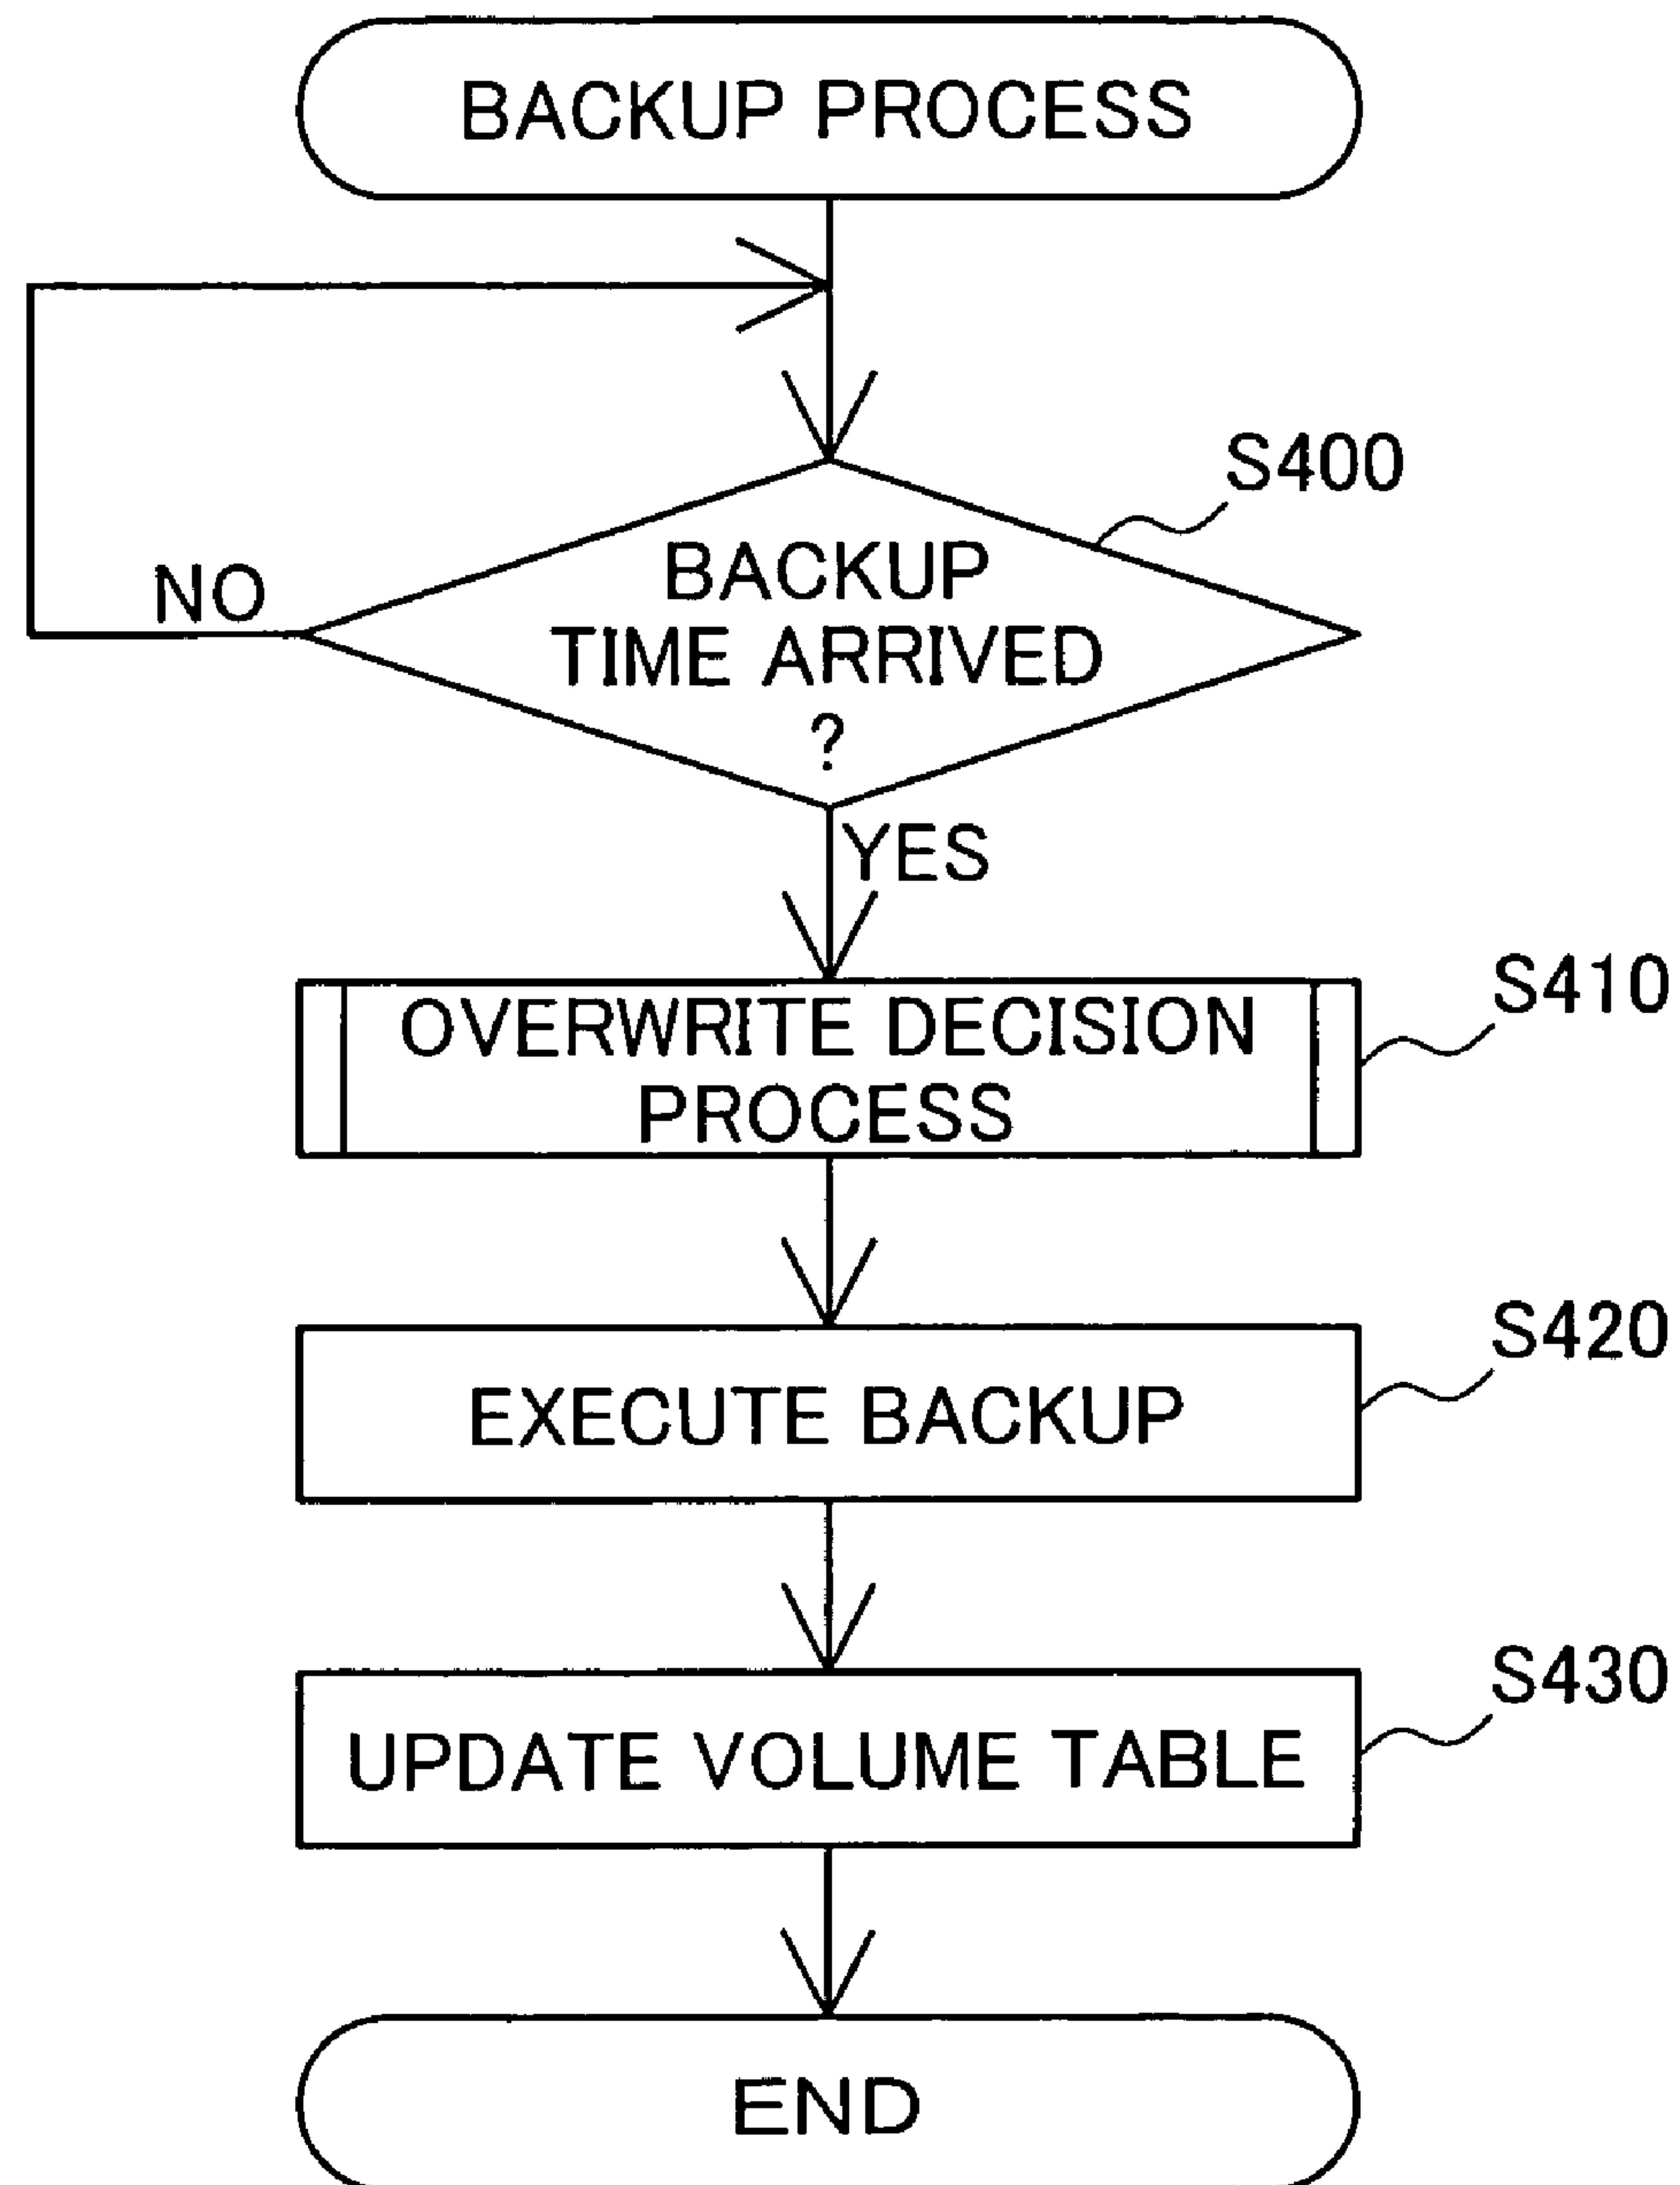 BACKUP PROCESS
S400
BACKUP
TIME ARRIVED
?
NO
YES
S410
OVERWRITE DECISION
PROCESS
S420
EXECUTE BACKUP
S430
UPDATE VOLUME TABLE
END